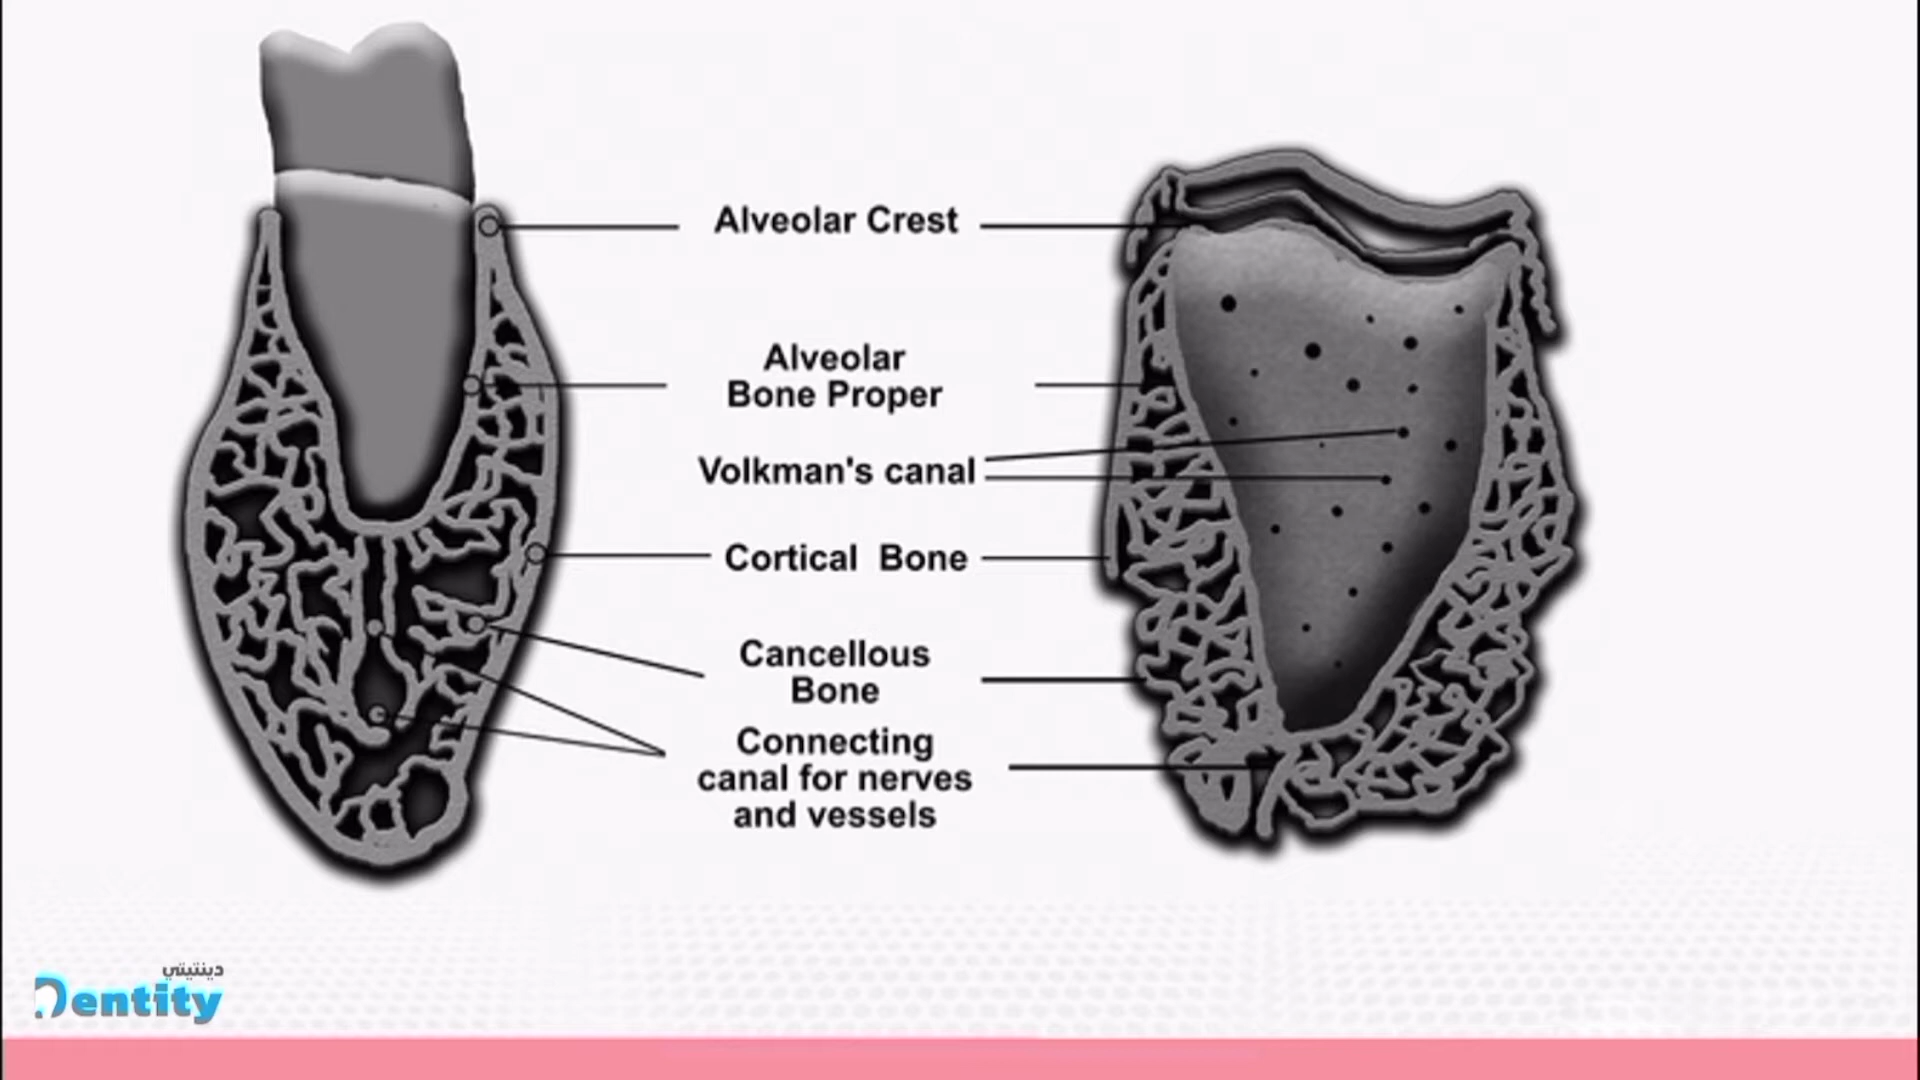 Alveolar Crest
Alveolar
Bone Proper
Volkman's canal
Cortical Bone
Cancellous
Bone
Connecting
canal for nerves
and vessels
دينتيتي
Dentity